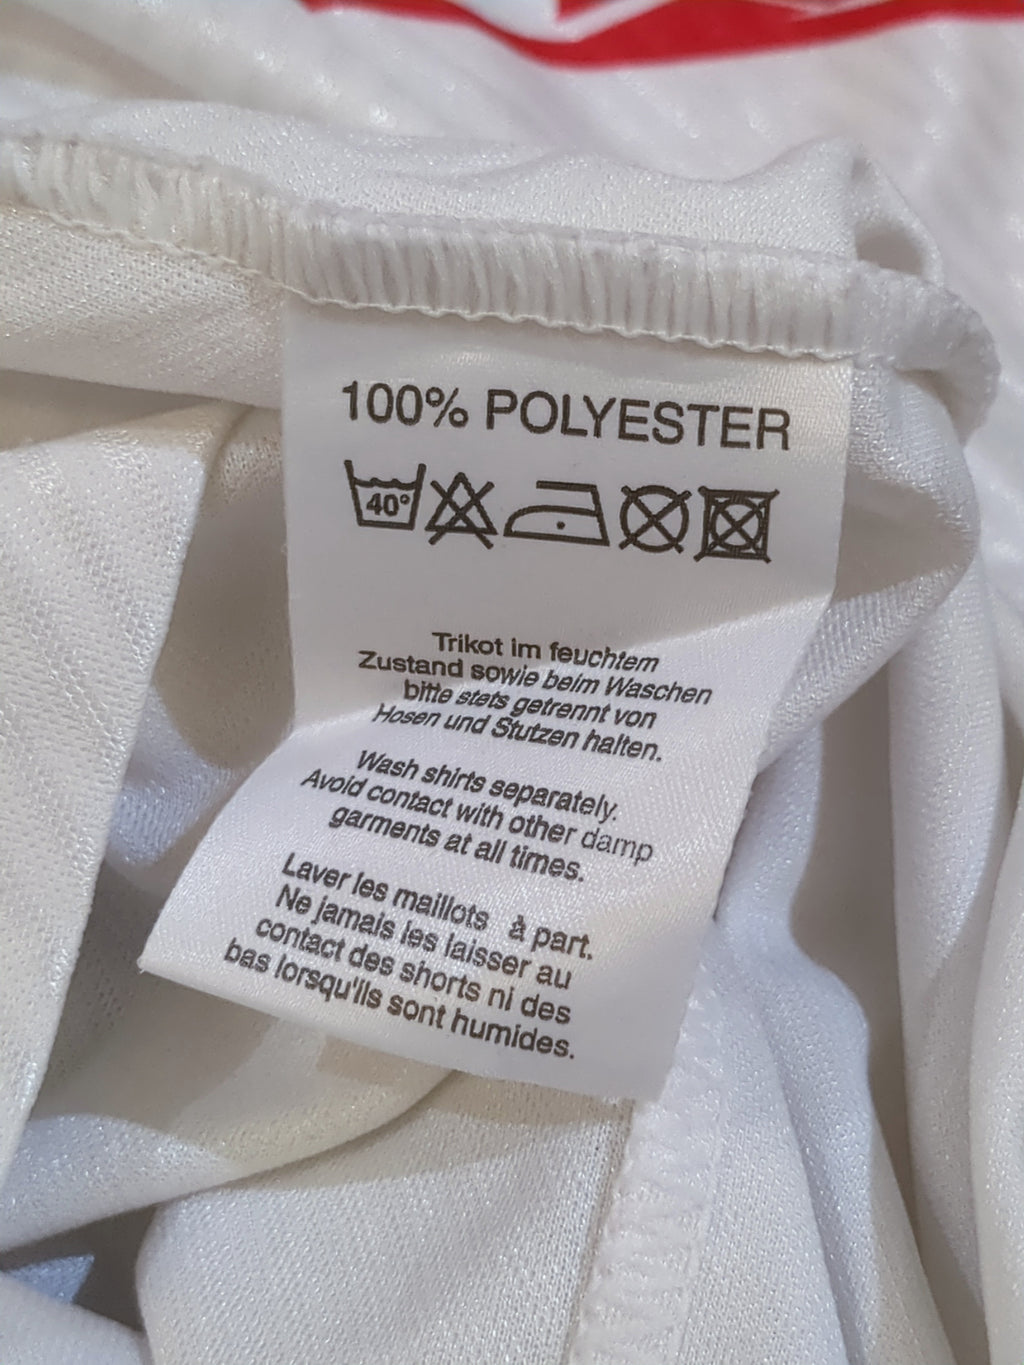 100% POLYESTER
40°
Trikot im feuchtem
Zustand sowie beim Waschen
bitte stets getrennt von
Hosen und Stutzen halten.
Wash shirts separately.
Avoid contact with other damp
garments at all times.
Laver les maillots à part.
Ne jamais les laisser au
contact des shorts ni des
bas lorsqu'ils sont humides.